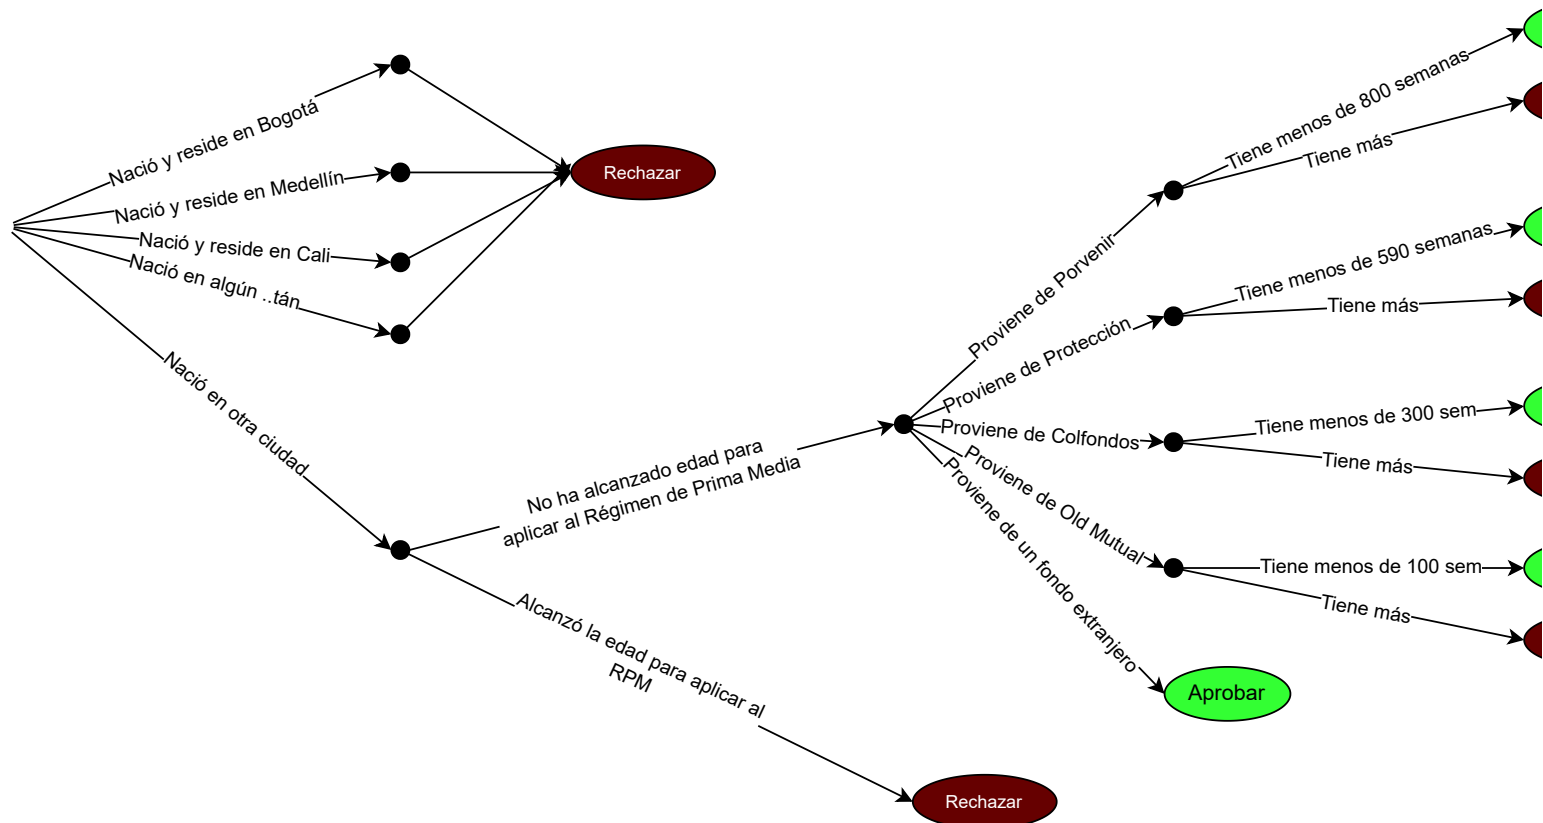 Nació y reside en Bogotá
Nació y reside en Medellín
Nació y reside en Cali
Nació en algún ..tán
Nació en otra ciudad
Rechazar
No ha alcanzado edad para
aplicar al Régimen de Prima Media
Alcanzó la edad para aplicar al
RPM
Rechazar
Proviene de Porvenir
Proviene de Protección
Proviene de Colfondos
Proviene de Old Mutual
Proviene de un fondo extranjero
Aprobar
Tiene menos de 800 semanas
Tiene más
Tiene menos de 590 semanas
Tiene más
Tiene menos de 300 sem
Tiene más
Tiene menos de 100 sem
Tiene más